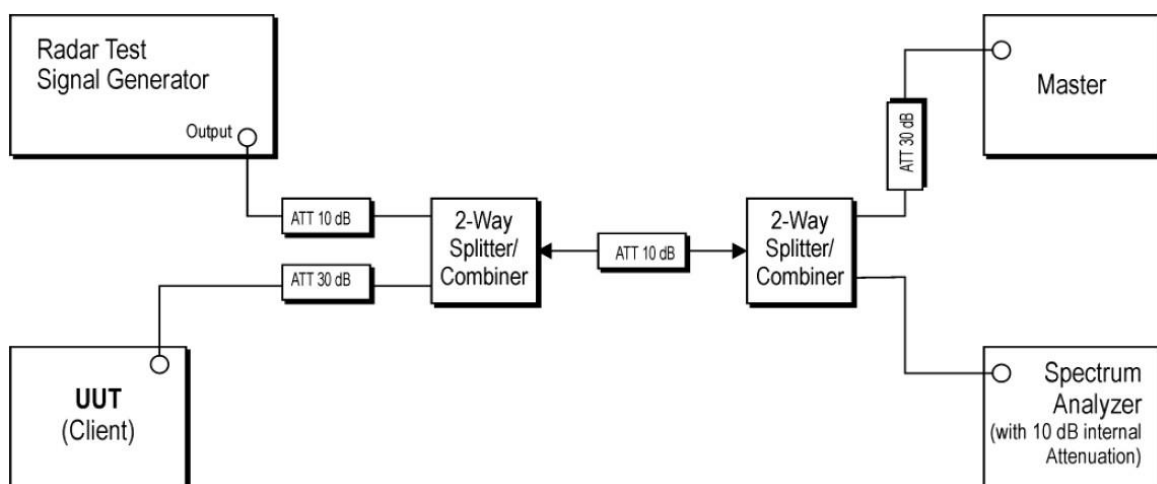 Radar Test
Signal Generator
Output
ATT 10 dB
ATT 30 dB
2-Way
Splitter/
Combiner
ATT 10 dB
2-Way
Splitter/
Combiner
ATT 30 dB
Master
UUT
(Client)
Spectrum
Analyzer
(with 10 dB internal
Attenuation)